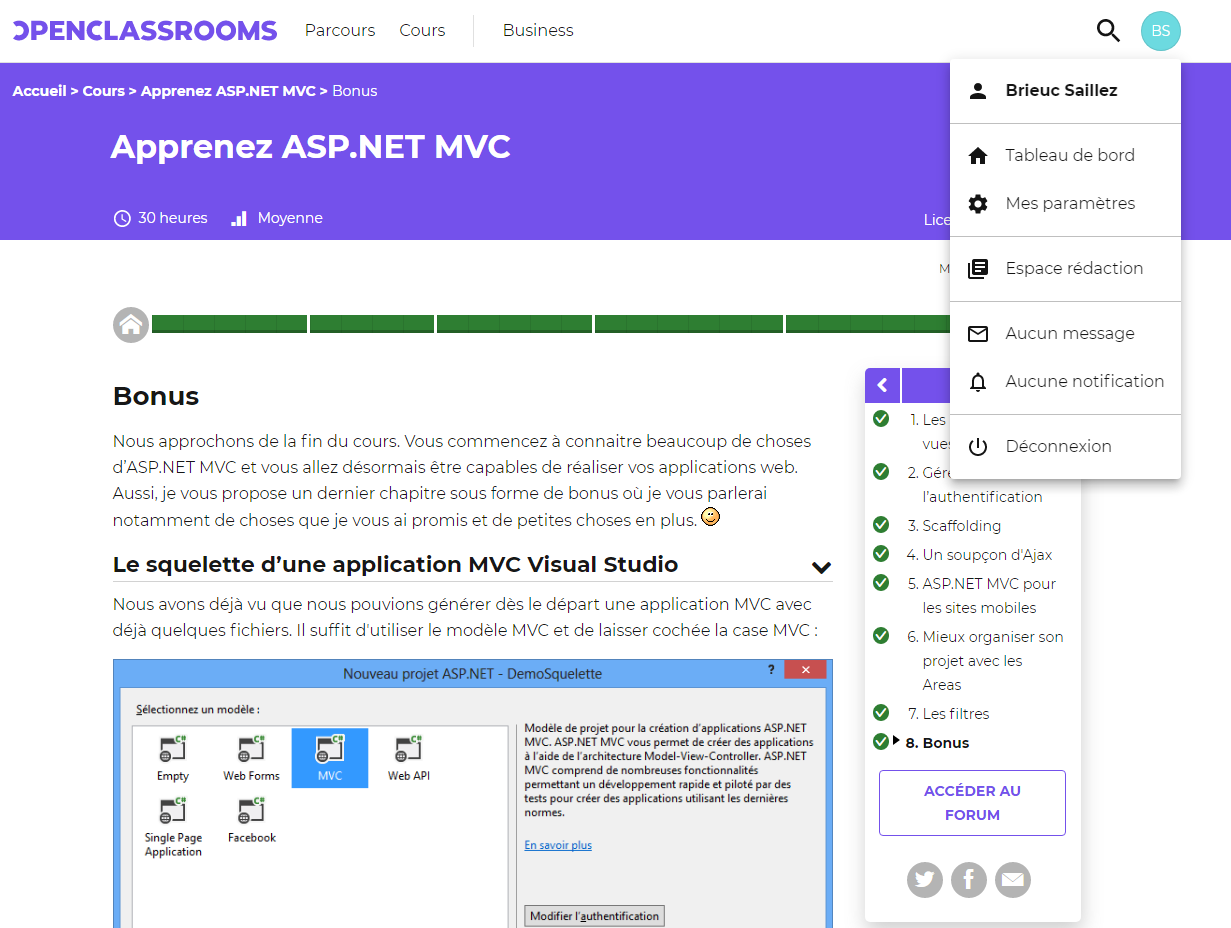 OPENCLASSROOMS
Parcours
Cours
Business
BS
Accueil > Cours > Apprenez ASP.NET MVC > Bonus
Apprenez ASP.NET MVC
30 heures
Moyenne
Brieuc Saillez
Tableau de bord
Mes paramètres
Espace rédaction
Aucun message
Aucune notification
Déconnexion
Bonus
Nous approchons de la fin du cours. Vous commencez à connaitre beaucoup de choses
d’ASP.NET MVC et vous allez désormais être capables de réaliser vos applications web.
Aussi, je vous propose un dernier chapitre sous forme de bonus où je vous parlerai
notamment de choses que je vous ai promis et de petites choses en plus.
Le squelette d’une application MVC Visual Studio
Nous avons déjà vu que nous pouvions générer dès le départ une application MVC avec
déjà quelques fichiers. Il suffit d'utiliser le modèle MVC et de laisser cochée la case MVC :
Nouveau projet ASP.NET - DemoSquelette
?
Sélectionnez un modèle :
Empty
Web Forms
MVC
Web API
Single Page
Application
Facebook
Modèle de projet pour la création d'applications ASP.NET
MVC. ASP.NET MVC vous permet de créer des applications
à l'aide de l'architecture Model-View-Controller. ASP.NET
MVC comprend de nombreuses fonctionnalités
permettant un développement rapide et piloté par des
tests pour créer des applications utilisant les dernières
normes.
En savoir plus
Modifier l'authentification
1. Les
vues
2.
l’authentification
3. Scaffolding
4. Un soupçon d'Ajax
5. ASP.NET MVC pour
les sites mobiles
6. Mieux organiser son
projet avec les
Areas
7. Les filtres
8. Bonus
ACCÉDER AU
FORUM